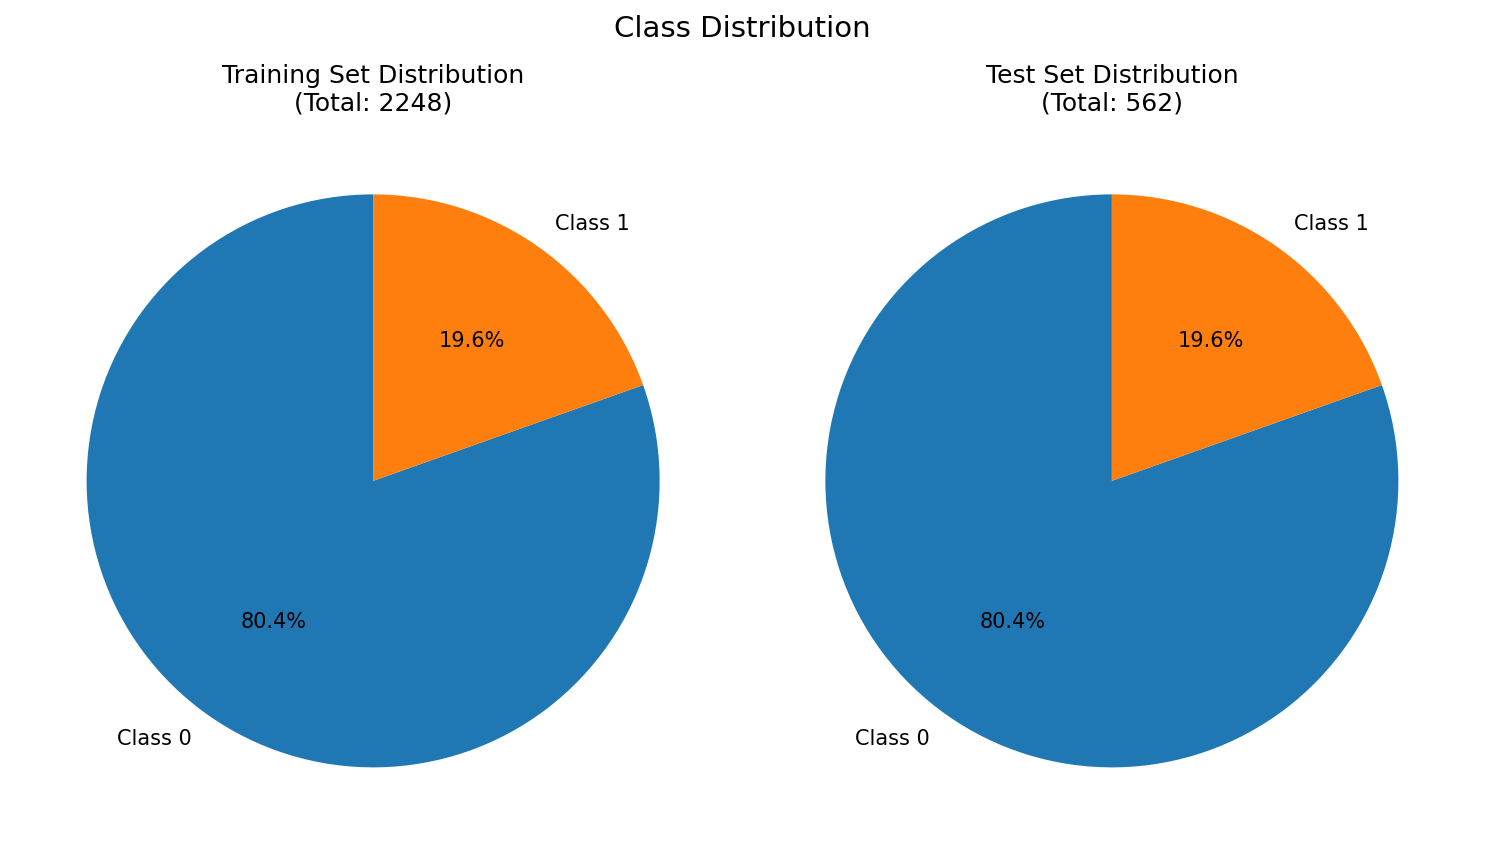 Class Distribution
Training Set Distribution
(Total: 2248)
Class 1
19.6%
80.4%
Class 0
Test Set Distribution
(Total: 562)
Class 1
19.6%
80.4%
Class 0